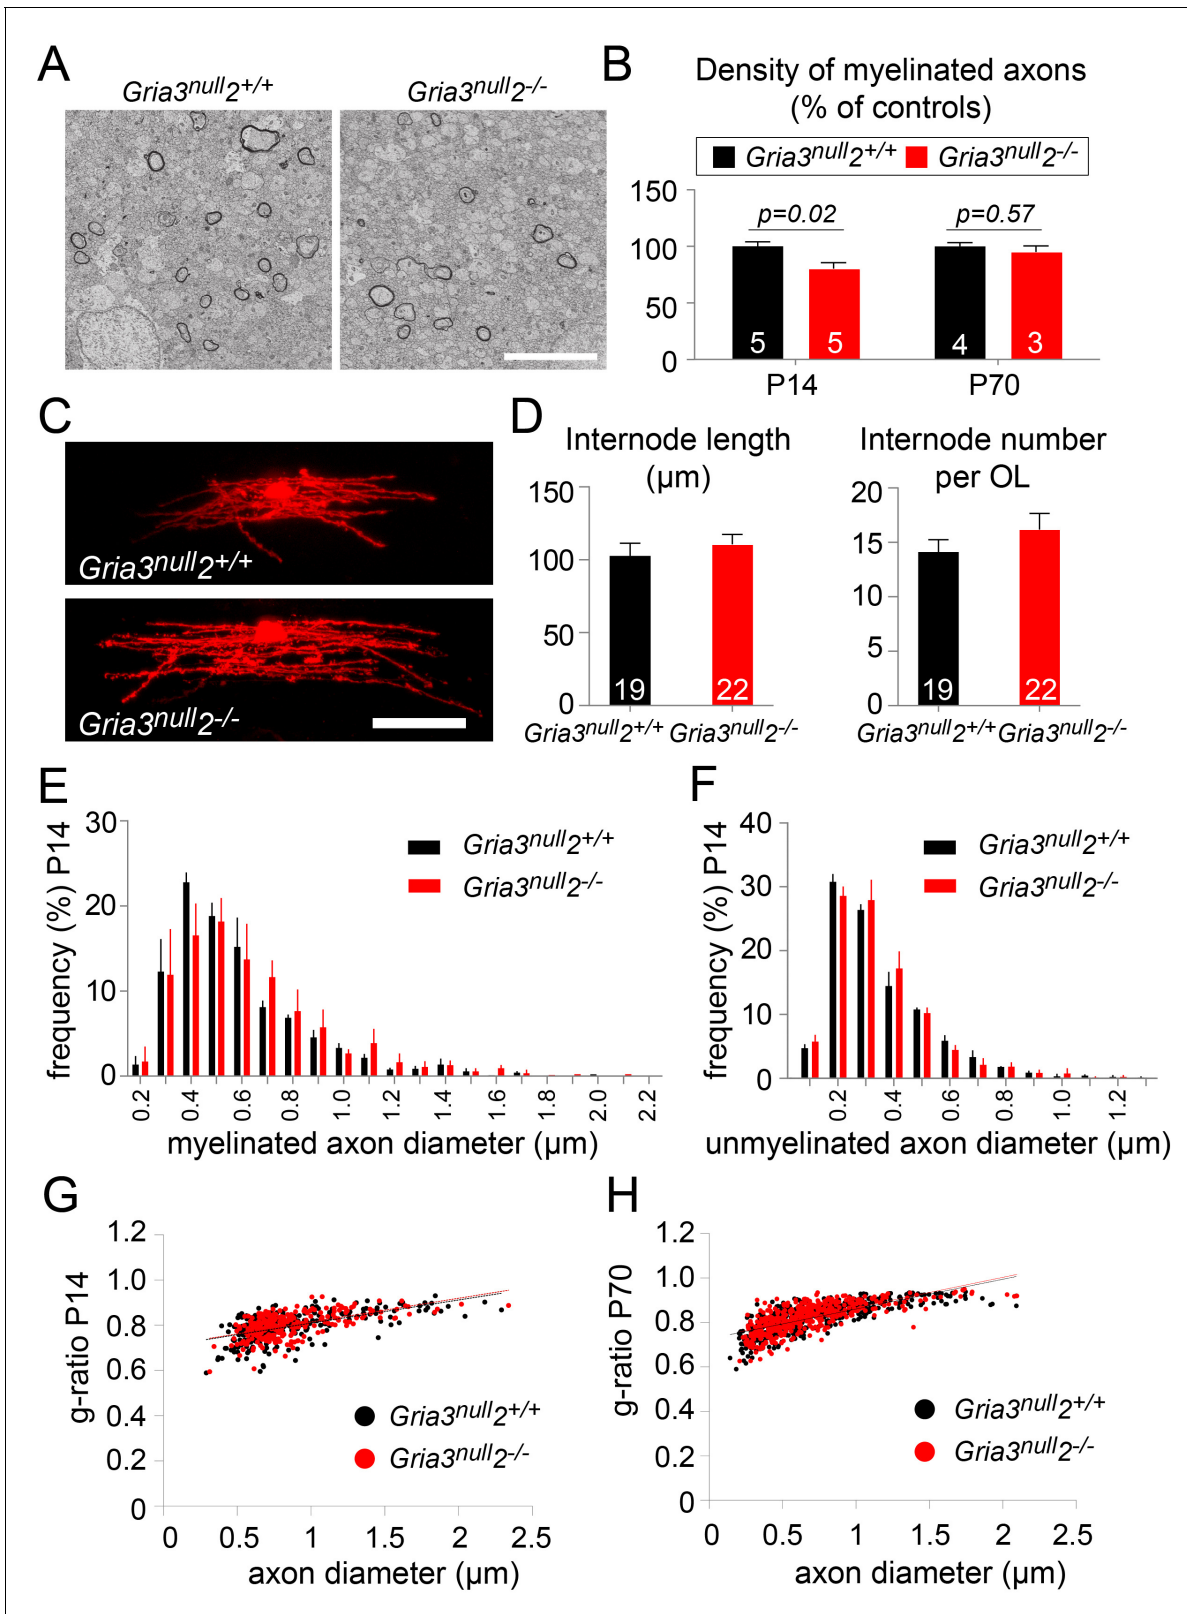 A
Gria3null2+/+
Gria3null2-/-
B
Density of myelinated axons
(% of controls)
Gria3null2+/+
Gria3null2-/-
150
100
50
0
p=0.02
p=0.57
5
5
4
3
P14
P70
C
Gria3null2+/+
Gria3null2-/-
D
Internode length
(µm)
150
100
50
0
19
22
Gria3null2+/+
Gria3null2-/-
Internode number
per OL
20
15
10
5
0
19
22
Gria3null2+/+
Gria3null2-/-
E
frequency (%) P14
30
20
10
0
Gria3null2+/+
Gria3null2-/-
0.2
0.4
0.6
0.8
1.0
1.2
1.4
1.6
1.8
2.0
2.2
myelinated axon diameter (µm)
F
frequency (%) P14
40
30
20
10
0
Gria3null2+/+
Gria3null2-/-
0.2
0.4
0.6
0.8
1.0
1.2
unmyelinated axon diameter (µm)
G
g-ratio P14
1.2
1.0
0.8
0.6
0.4
0.2
0
Gria3null2+/+
Gria3null2-/-
0
0.5
1
1.5
2
2.5
axon diameter (µm)
H
g-ratio P70
1.2
1.0
0.8
0.6
0.4
0.2
0
Gria3null2+/+
Gria3null2-/-
0
0.5
1
1.5
2
2.5
axon diameter (µm)